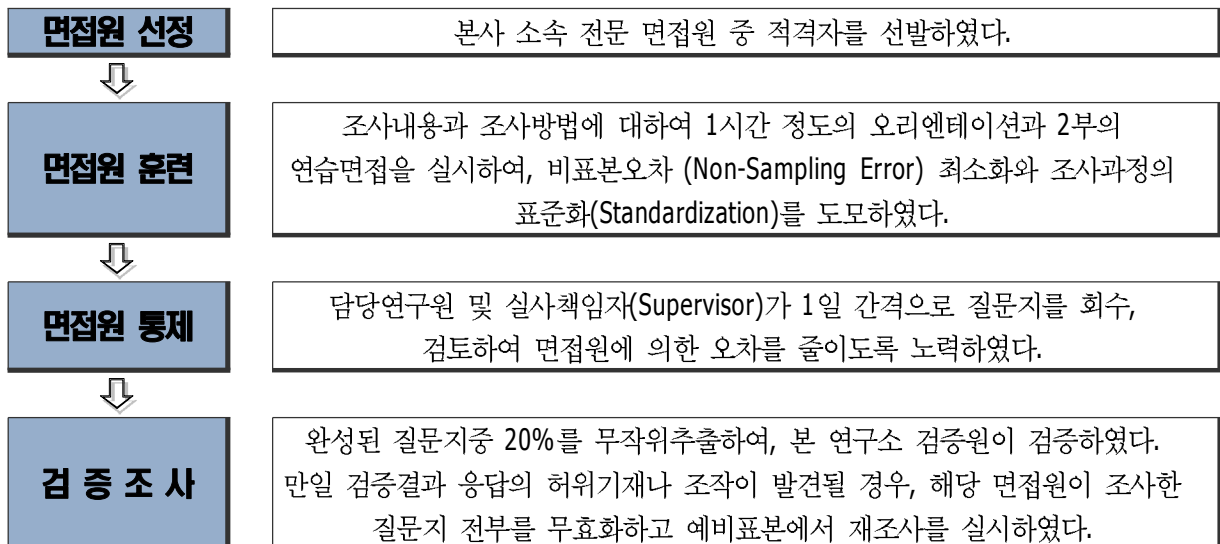 면접원 선정
본사 소속 전문 면접원 중 적격자를 선발하였다.
면접원 훈련
조사내용과 조사방법에 대하여 1시간 정도의 오리엔테이션과 2부의
연습면접을 실시하여, 비표본오차 (Non-Sampling Error) 최소화와 조사과정의
표준화(Standardization)를 도모하였다.
면접원 통제
담당연구원 및 실사책임자(Supervisor)가 1일 간격으로 질문지를 회수,
검토하여 면접원에 의한 오차를 줄이도록 노력하였다.
검 증 조 사
완성된 질문지중 20%를 무작위추출하여, 본 연구소 검증원이 검증하였다.
만일 검증결과 응답의 허위기재나 조작이 발견될 경우, 해당 면접원이 조사한
질문지 전부를 무효화하고 예비표본에서 재조사를 실시하였다.